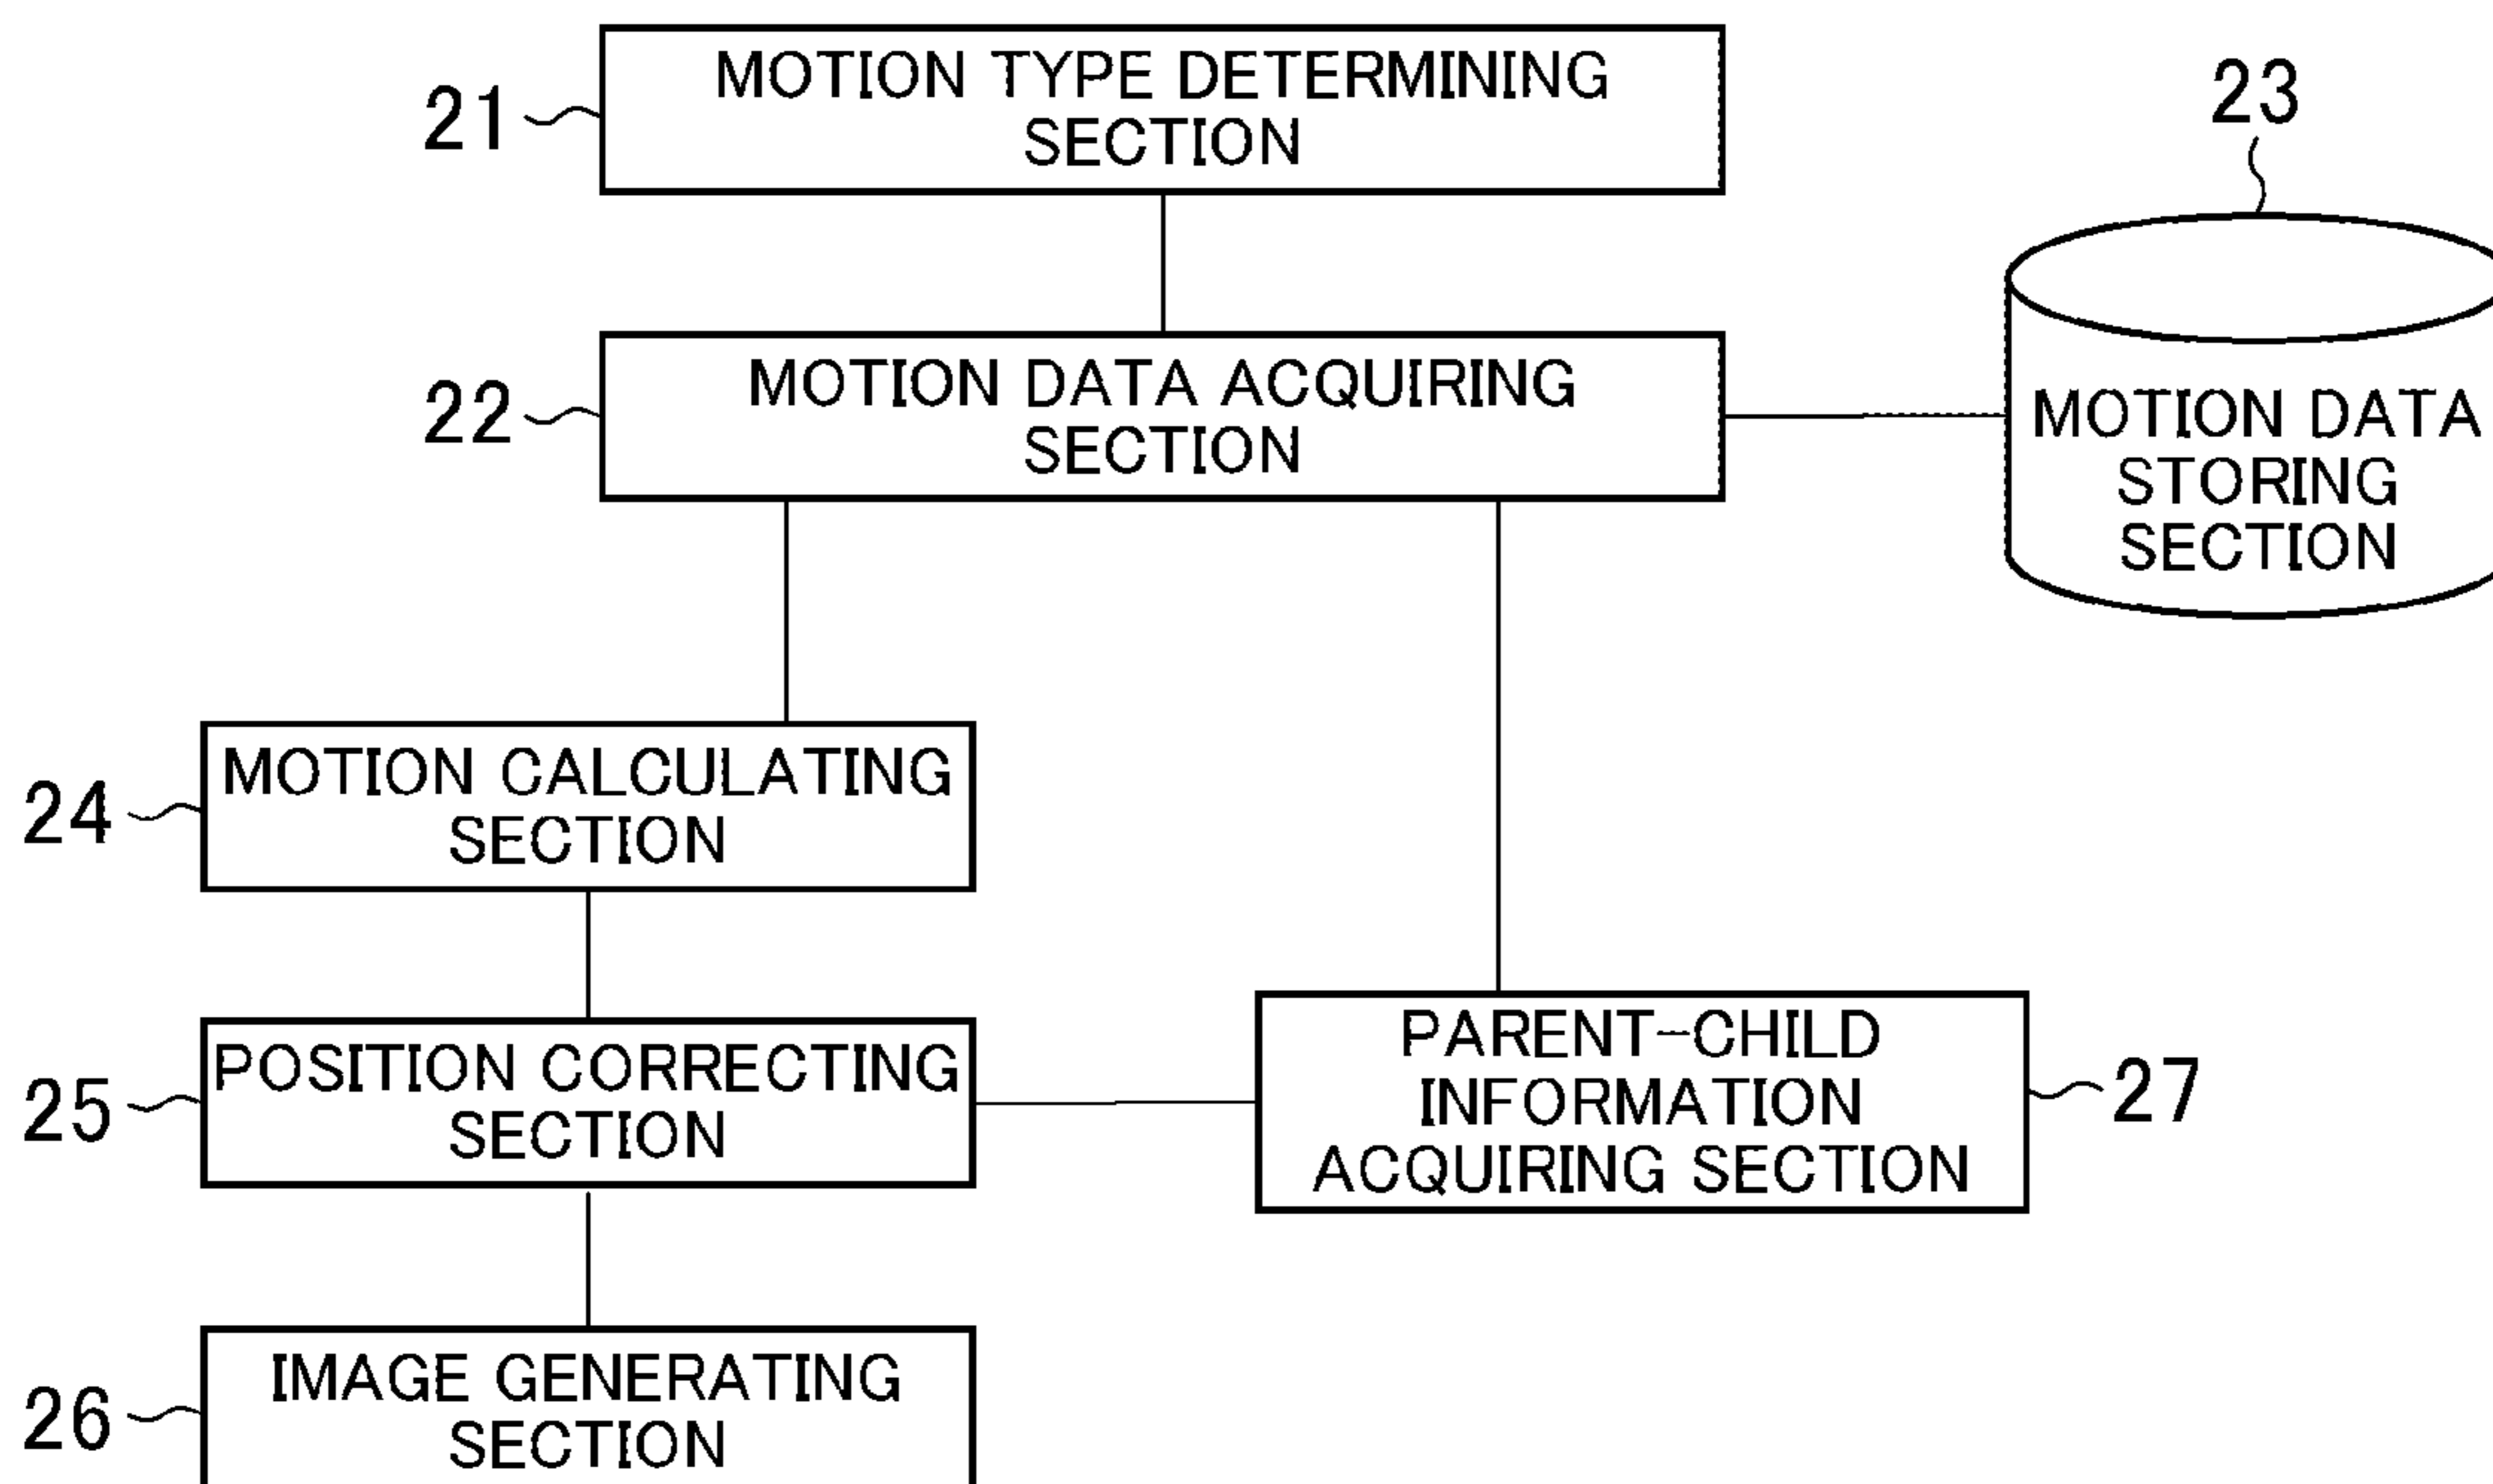 21
MOTION TYPE DETERMINING
SECTION
23
22
MOTION DATA ACQUIRING
SECTION
MOTION DATA
STORING
SECTION
24
MOTION CALCULATING
SECTION
25
POSITION CORRECTING
SECTION
PARENT-CHILD
INFORMATION
ACQUIRING SECTION
27
26
IMAGE GENERATING
SECTION